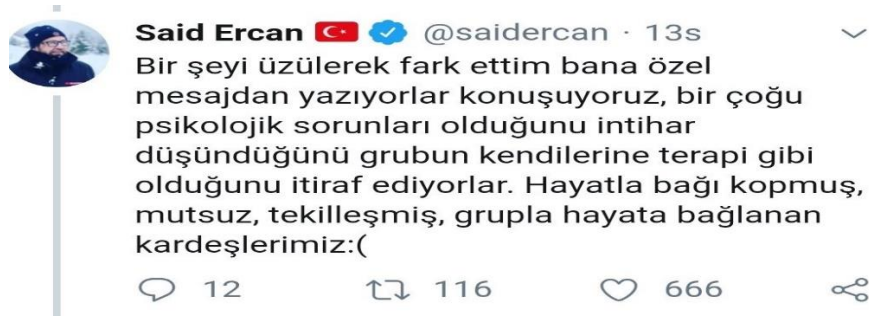 Said Ercan 🇹🇷 @saidercan · 13s
Bir şeyi üzülerek fark ettim bana özel
mesajdan yazıyorlar konuşuyoruz, bir çoğu
psikolojik sorunları olduğunu intihar
düşündüğünü grubun kendilerine terapi gibi
olduğunu itiraf ediyorlar. Hayatla bağı kopmuş,
mutsuz, tekilleşmiş, grupla hayata bağlanan
kardeşlerimiz:(
12 116 666